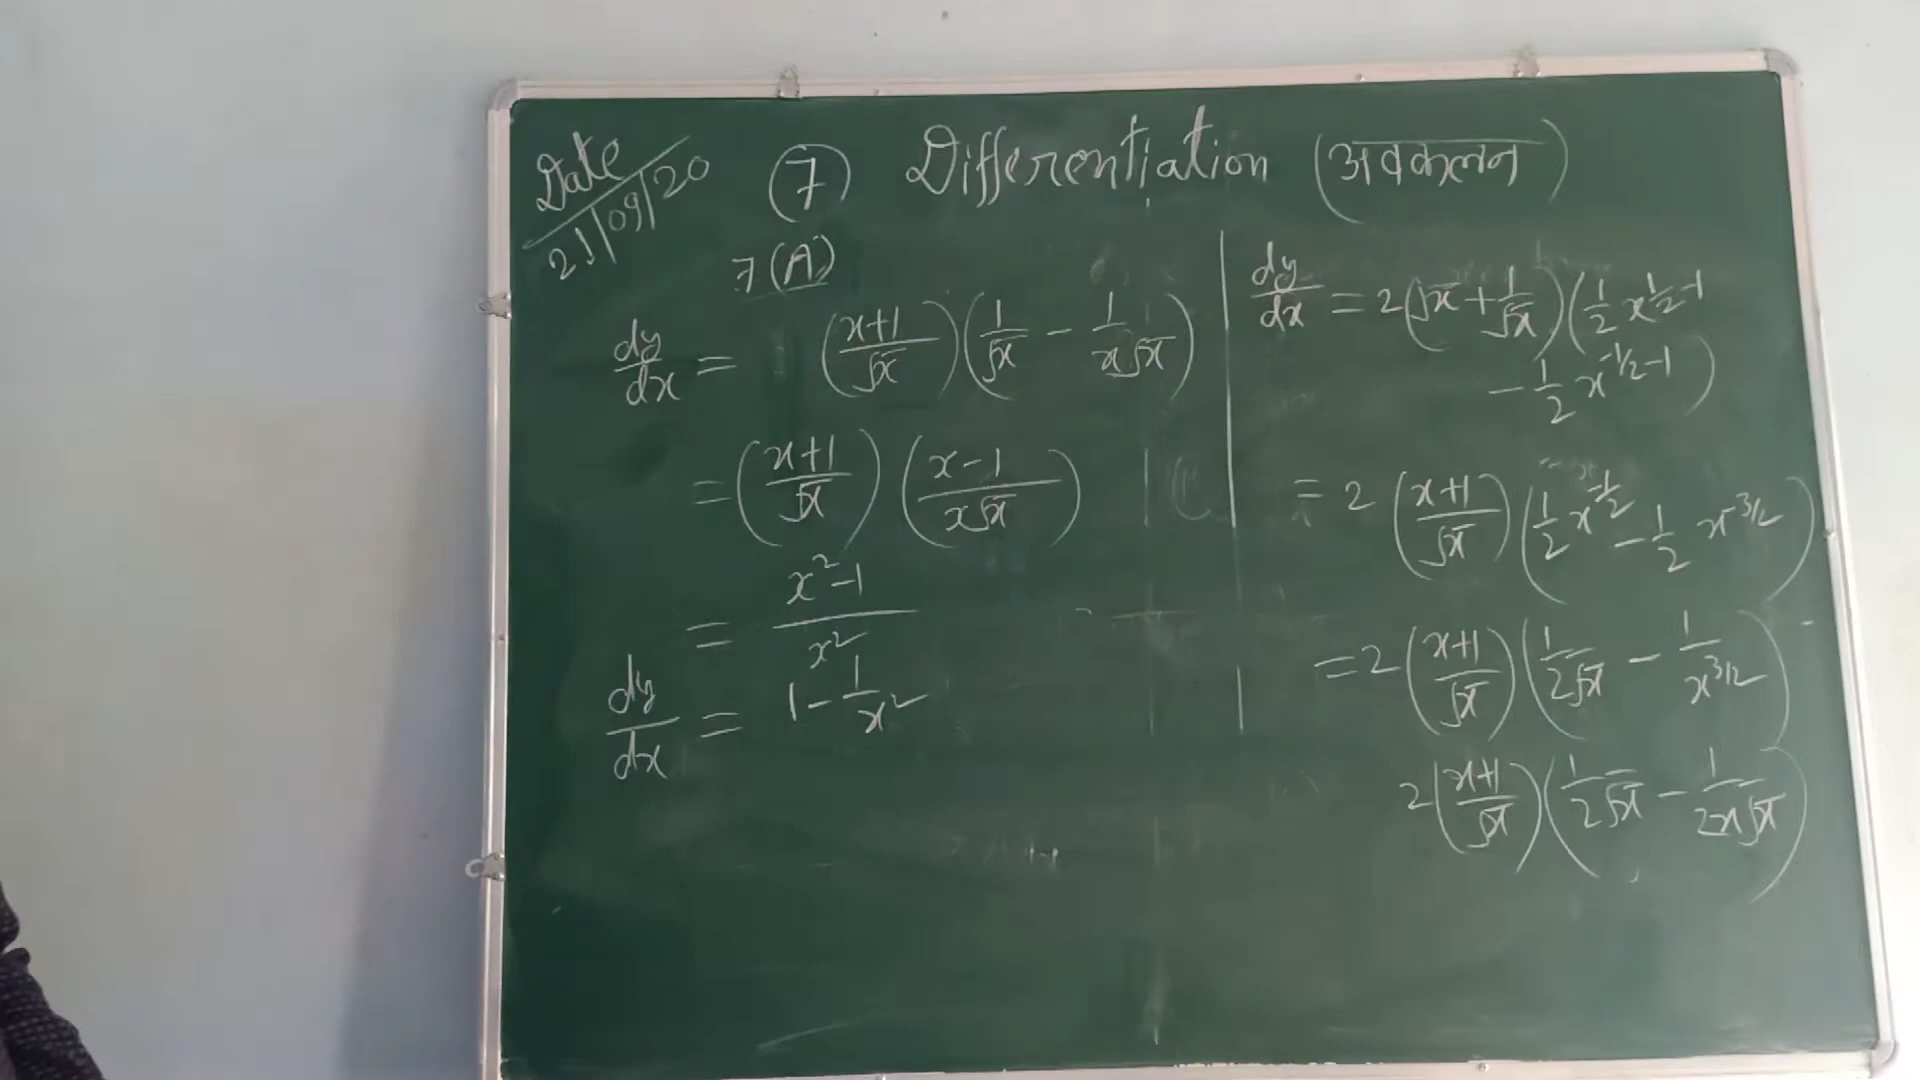 Date 21/09/20
(7) Differentiation (अवकलन)
7(A)
dy/dx = ((x+1)/√x)(1/√x - 1/(x√x))
= ((x+1)/√x)((x-1)/(x√x))
= (x²-1)/x²
dy/dx = 1 - 1/x²
dy/dx = 2(√x + 1/√x)(1/2 x^(1/2-1)
- 1/2 x^(-1/2-1))
= 2((x+1)/√x)(1/2 x^(-1/2) - 1/2 x^(-3/2))
= 2((x+1)/√x)(1/(2√x) - 1/x^(3/2))
2((x+1)/√x)(1/(2√x) - 1/(2x√x))